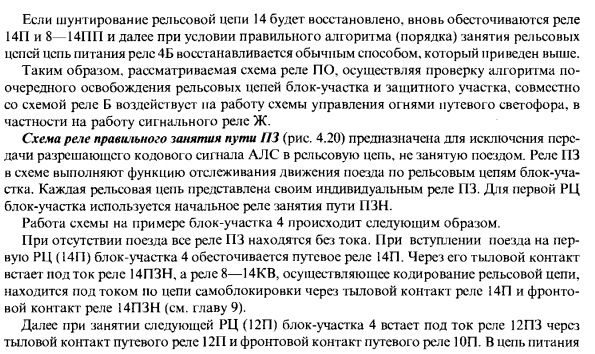 Если шунтирование рельсовой цепи 14 будет восстановлено, вновь обесточиваются реле
14П и 8—14ПП и далее при условии правильного алгоритма (порядка) занятия рельсовых
цепей цепь питания реле 4Б восстанавливается обычным способом, который приведен выше.
Таким образом, рассматриваемая схема реле ПО, осуществляя проверку алгоритма по-
очередного освобождения рельсовых цепей блок-участка и защитного участка, совместно
со схемой реле Б воздействует на работу схемы управления огнями путевого светофора, в
частности на работу сигнального реле Ж.
Схема реле правильного занятия пути ПЗ (рис. 4.20) предназначена для исключения пере-
дачи разрешающего кодового сигнала АЛС в рельсовую цепь, не занятую поездом. Реле ПЗ
в схеме выполняют функцию отслеживания движения поезда по рельсовым цепям блок-уча-
стка. Каждая рельсовая цепь представлена своим индивидуальным реле ПЗ. Для первой РЦ
блок-участка используется начальное реле занятия пути ПЗН.
Работа схемы на примере блок-участка 4 происходит следующим образом.
При отсутствии поезда все реле ПЗ находятся без тока. При вступлении поезда на пер-
вую РЦ (14П) блок-участка 4 обесточивается путевое реле 14П. Через его тыловой контакт
встает под ток реле 14ПЗН, а реле 8—14КВ, осуществляющее кодирование рельсовой цепи,
находится под током по цепи самоблокировки через тыловой контакт реле 14П и фронто-
вой контакт реле 14ПЗН (см. главу 9).
Далее при занятии следующей РЦ (12П) блок-участка 4 встает под ток реле 12ПЗ через
тыловой контакт путевого реле 12П и фронтовой контакт путевого реле 10П. В цепь питания